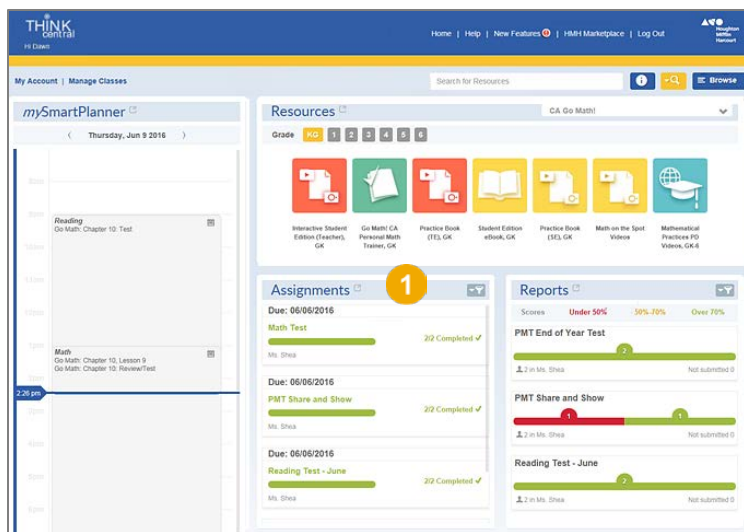 THINK
central
Hi Dawn
Home | Help | New Features | HMH Marketplace | Log Out
Houghton
Mifflin
Harcourt
My Account | Manage Classes
Search for Resources
Browse
mySmartPlanner
Thursday, Jun 9 2016
Reading
Go Math: Chapter 10: Test
Math
Go Math: Chapter 10, Lesson 9
Go Math: Chapter 10: Review/Test
2:26 pm
Resources
CA Go Math!
Grade KG 1 2 3 4 5 6
Interactive Student
Edition (Teacher),
GK
Go Math! CA
Personal Math
Trainer, GK
Practice Book
(TE), GK
Student Edition
eBook, GK
Practice Book
(SE), GK
Math on the Spot
Videos
Mathematical
Practices PD
Videos, GK-6
Assignments
1
Due: 06/06/2016
Math Test
2/2 Completed
Ms. Shea
Due: 06/06/2016
PMT Share and Show
2/2 Completed
Ms. Shea
Due: 06/06/2016
Reading Test - June
2/2 Completed
Ms. Shea
Reports
Scores Under 50% 50%-70% Over 70%
PMT End of Year Test
2
2 in Ms. Shea Not submitted 0
PMT Share and Show
1 1
2 in Ms. Shea Not submitted 0
Reading Test - June
2
2 in Ms. Shea Not submitted 0